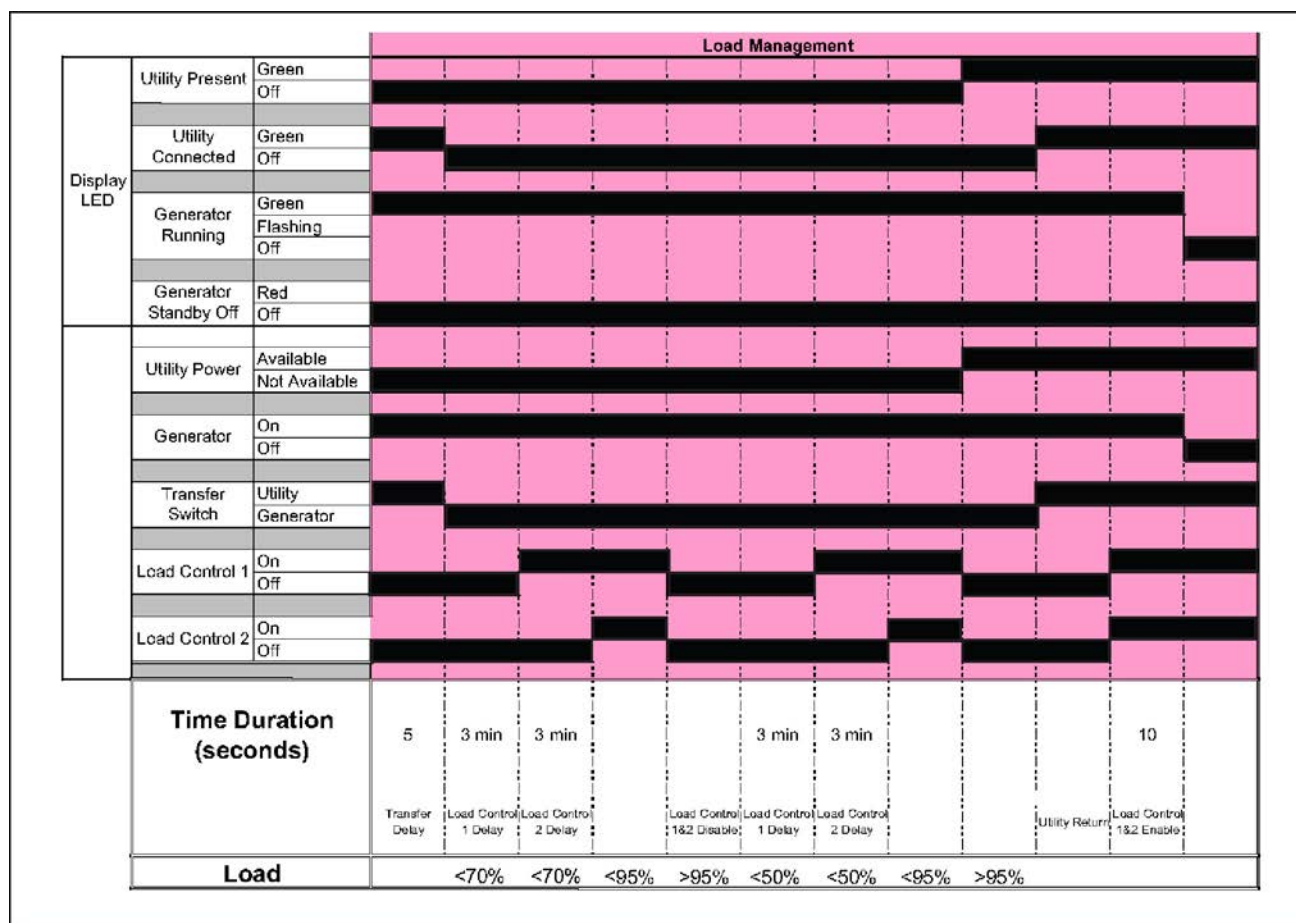 Load Management
Display
LED
Utility Present
Green
Off
Utility
Connected
Green
Off
Generator
Running
Green
Flashing
Off
Generator
Standby Off
Red
Off
Utility Power
Available
Not Available
Generator
On
Off
Transfer
Switch
Utility
Generator
Load Control 1
On
Off
Load Control 2
On
Off
Time Duration
(seconds)
5 3 min 3 min 3 min 3 min 10
Transfer
Delay
Load Control
1 Delay
Load Control
2 Delay
Load Control
1&2 Disable
Load Control
1 Delay
Load Control
2 Delay
Utility Return
Load Control
1&2 Enable
Load <70% <70% <95% >95% <50% <50% <95% >95%